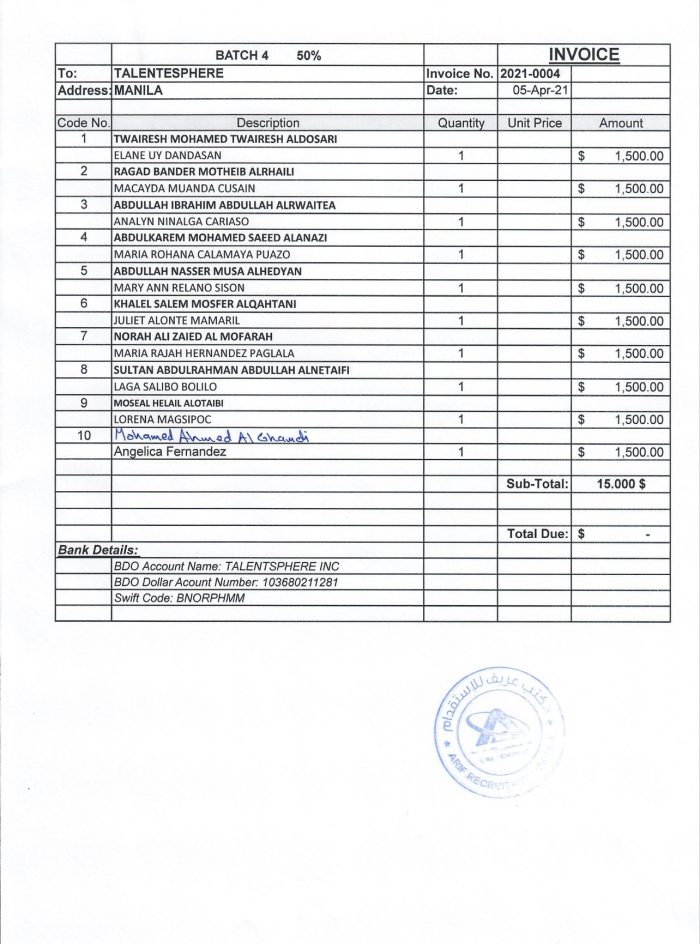 BATCH 4 50% INVOICE
To: TALENTESPHERE Invoice No. 2021-0004
Address: MANILA Date: 05-Apr-21
Code No. Description Quantity Unit Price Amount
1 TWAIRESH MOHAMED TWAIRESH ALDOSARI
ELANE UY DANDASAN 1 $ 1,500.00
2 RAGAD BANDER MOTHEIB ALRHAILI
MACAYDA MUANDA CUSAIN 1 $ 1,500.00
3 ABDULLAH IBRAHIM ABDULLAH ALRWAITEA
ANALYN NINALGA CARIASO 1 $ 1,500.00
4 ABDULKAREM MOHAMED SAEED ALANAZI
MARIA ROHANA CALAMAYA PUAZO 1 $ 1,500.00
5 ABDULLAH NASSER MUSA ALHEDYAN
MARY ANN RELANO SISON 1 $ 1,500.00
6 KHALEL SALEM MOSFER ALQAHTANI
JULIET ALONTE MAMARIL 1 $ 1,500.00
7 NORAH ALI ZAIED AL MOFARAH
MARIA RAJAH HERNANDEZ PAGLALA 1 $ 1,500.00
8 SULTAN ABDULRAHMAN ABDULLAH ALNETAIFI
LAGA SALIBO BOLILO 1 $ 1,500.00
9 MOSEAL HELAIL ALOTAIBI
LORENA MAGSIPOC 1 $ 1,500.00
10 Mohamed Ahmed Al Ghamdi
Angelica Fernandez 1 $ 1,500.00
Sub-Total: 15.000 $
Total Due: $ -
Bank Details:
BDO Account Name: TALENTSPHERE INC
BDO Dollar Acount Number: 103680211281
Swift Code: BNORPHMM
مكتب عريف للإستقدام
ARIF